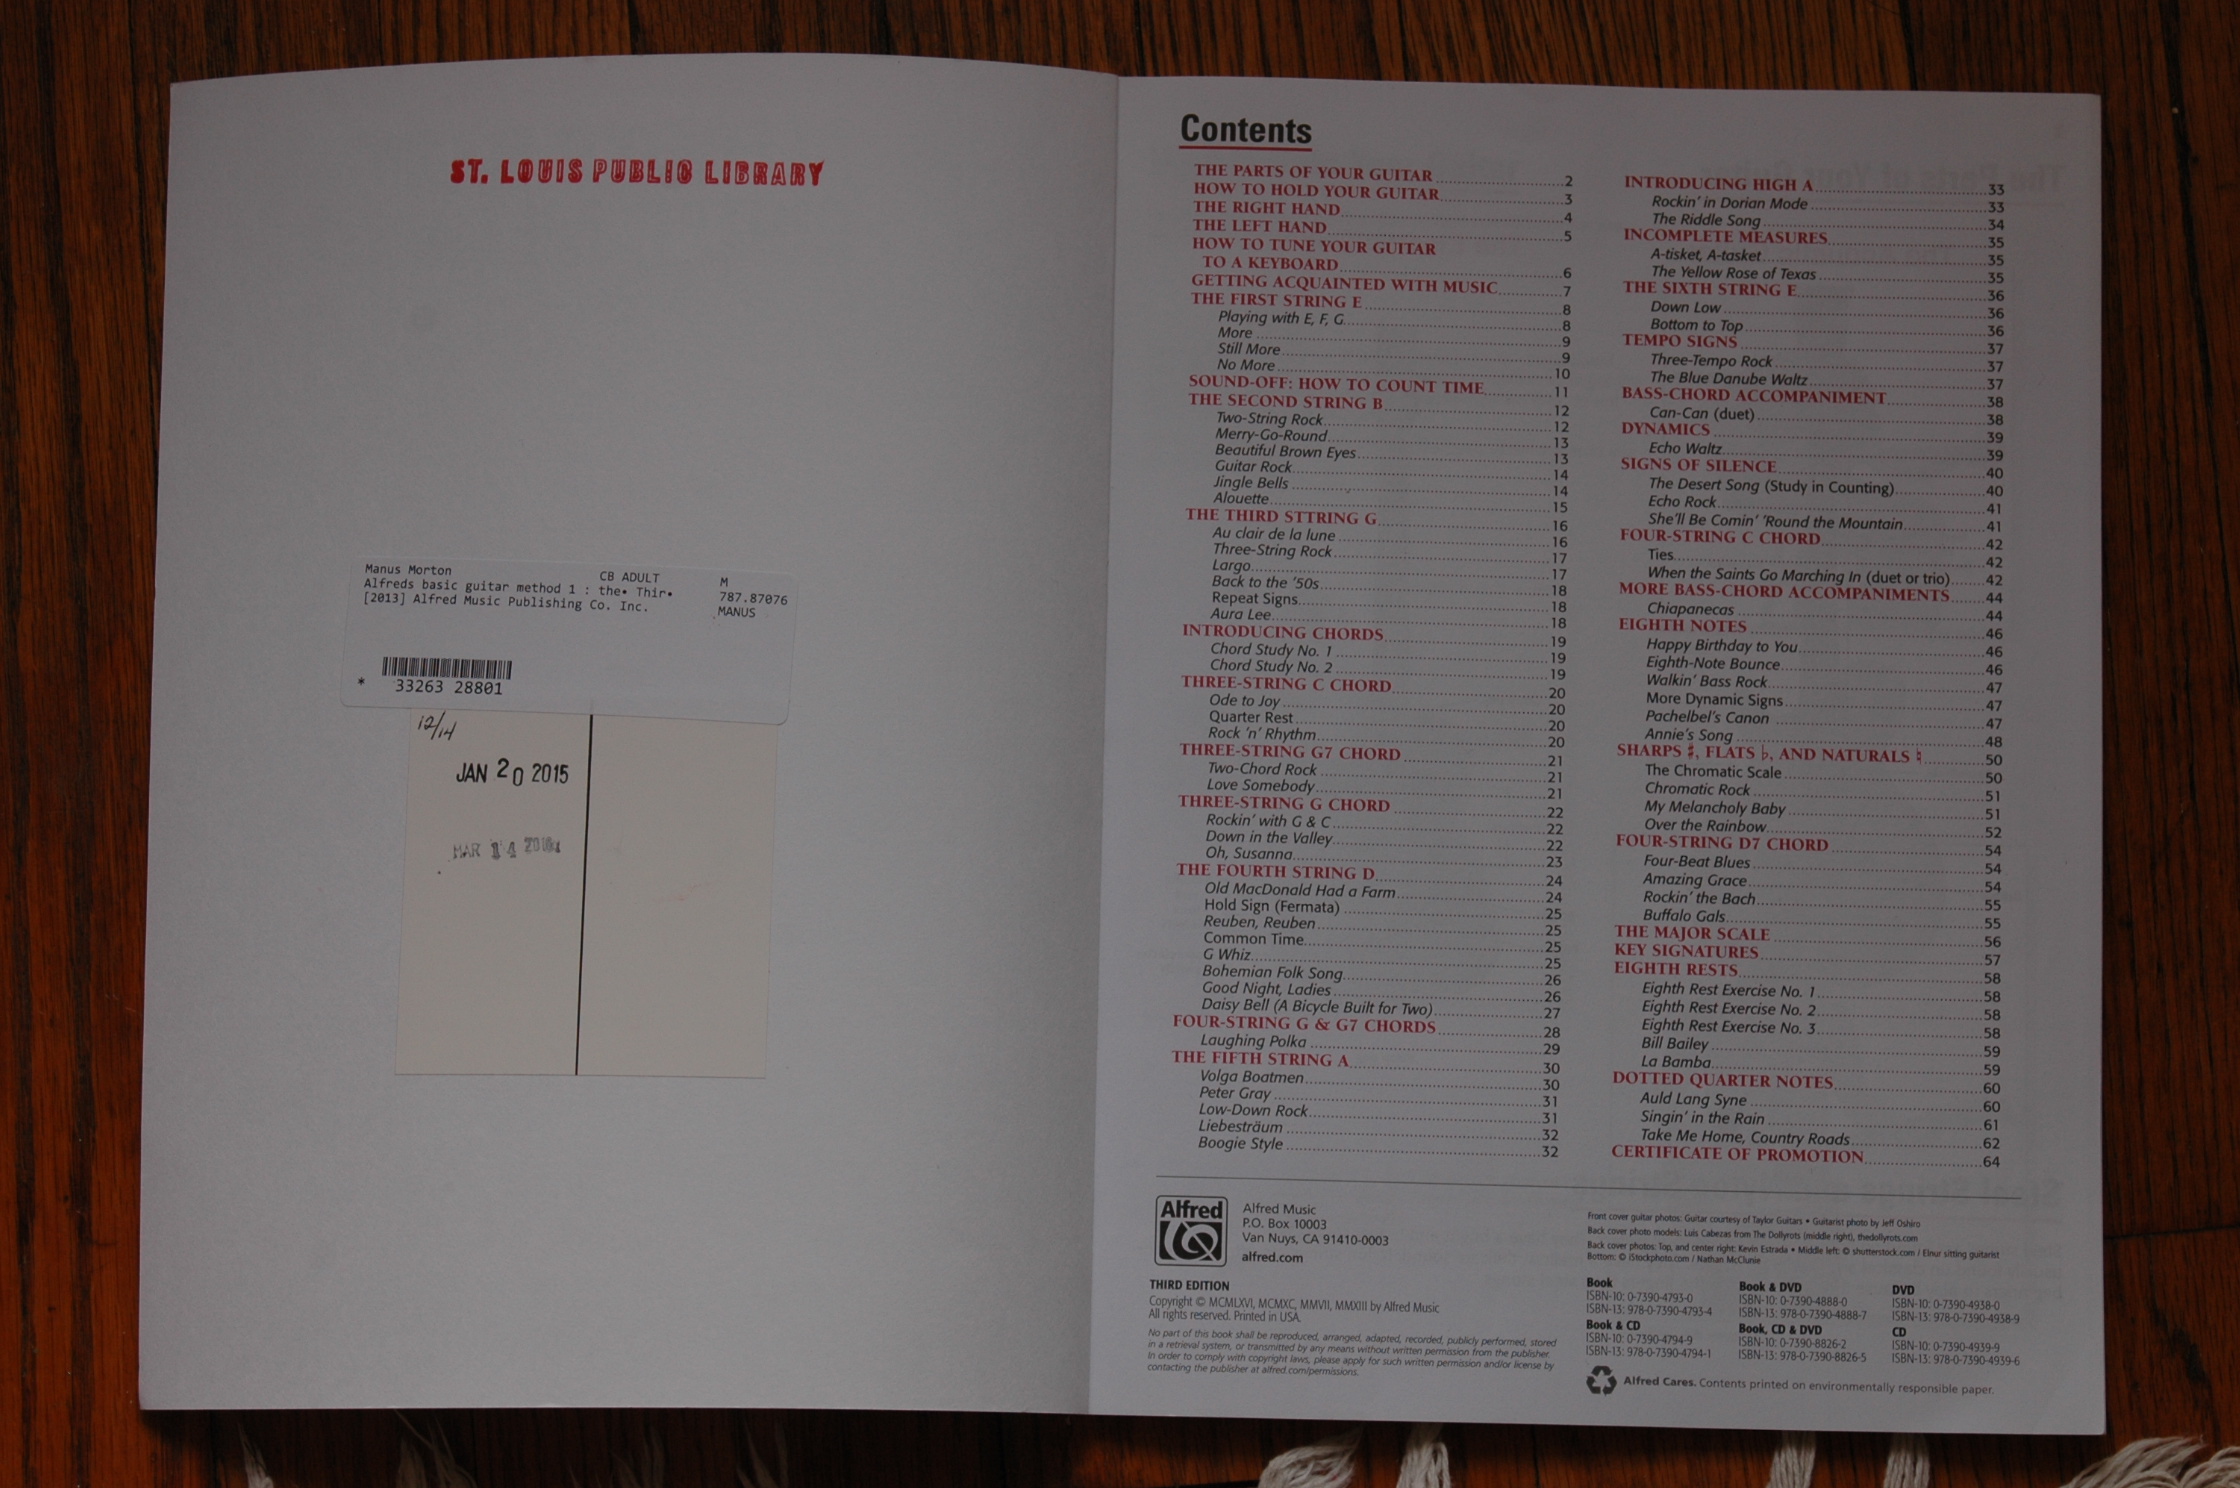 ST. LOUIS PUBLIC LIBRARY
Manus Morton CB ADULT M
Alfreds basic guitar method 1 : the• Thir• 787.87076
[2013] Alfred Music Publishing Co. Inc. MANUS
* 33263 28801
12/14
JAN 20 2015
MAR 14
Contents
THE PARTS OF YOUR GUITAR 2
HOW TO HOLD YOUR GUITAR 3
THE RIGHT HAND 4
THE LEFT HAND 5
HOW TO TUNE YOUR GUITAR
TO A KEYBOARD 6
GETTING ACQUAINTED WITH MUSIC 7
THE FIRST STRING E 8
Playing with E, F, G 8
More 9
Still More 9
No More 10
SOUND-OFF: HOW TO COUNT TIME 11
THE SECOND STRING B 12
Two-String Rock 12
Merry-Go-Round 13
Beautiful Brown Eyes 13
Guitar Rock 14
Jingle Bells 14
Alouette 15
THE THIRD STTRING G 16
Au clair de la lune 16
Three-String Rock 17
Largo 17
Back to the '50s 18
Repeat Signs 18
Aura Lee 18
INTRODUCING CHORDS 19
Chord Study No. 1 19
Chord Study No. 2 19
THREE-STRING C CHORD 20
Ode to Joy 20
Quarter Rest 20
Rock 'n' Rhythm 20
THREE-STRING G7 CHORD 21
Two-Chord Rock 21
Love Somebody 21
THREE-STRING G CHORD 22
Rockin' with G & C 22
Down in the Valley 22
Oh, Susanna 23
THE FOURTH STRING D 24
Old MacDonald Had a Farm 24
Hold Sign (Fermata) 25
Reuben, Reuben 25
Common Time 25
G Whiz 25
Bohemian Folk Song 26
Good Night, Ladies 26
Daisy Bell (A Bicycle Built for Two) 27
FOUR-STRING G & G7 CHORDS 28
Laughing Polka 29
THE FIFTH STRING A 30
Volga Boatmen 30
Peter Gray 31
Low-Down Rock 31
Liebesträum 32
Boogie Style 32
INTRODUCING HIGH A 33
Rockin' in Dorian Mode 33
The Riddle Song 34
INCOMPLETE MEASURES 35
A-tisket, A-tasket 35
The Yellow Rose of Texas 35
THE SIXTH STRING E 36
Down Low 36
Bottom to Top 36
TEMPO SIGNS 37
Three-Tempo Rock 37
The Blue Danube Waltz 37
BASS-CHORD ACCOMPANIMENT 38
Can-Can (duet) 38
DYNAMICS 39
Echo Waltz 39
SIGNS OF SILENCE 40
The Desert Song (Study in Counting) 40
Echo Rock 41
She'll Be Comin' 'Round the Mountain 41
FOUR-STRING C CHORD 42
Ties 42
When the Saints Go Marching In (duet or trio) 42
MORE BASS-CHORD ACCOMPANIMENTS 44
Chiapanecas 44
EIGHTH NOTES 46
Happy Birthday to You 46
Eighth-Note Bounce 46
Walkin' Bass Rock 47
More Dynamic Signs 47
Pachelbel's Canon 47
Annie's Song 48
SHARPS ♯, FLATS ♭, AND NATURALS ♮ 50
The Chromatic Scale 50
Chromatic Rock 51
My Melancholy Baby 51
Over the Rainbow 52
FOUR-STRING D7 CHORD 54
Four-Beat Blues 54
Amazing Grace 54
Rockin' the Bach 55
Buffalo Gals 55
THE MAJOR SCALE 56
KEY SIGNATURES 57
EIGHTH RESTS 58
Eighth Rest Exercise No. 1 58
Eighth Rest Exercise No. 2 58
Eighth Rest Exercise No. 3 58
Bill Bailey 59
La Bamba 59
DOTTED QUARTER NOTES 60
Auld Lang Syne 60
Singin' in the Rain 61
Take Me Home, Country Roads 62
CERTIFICATE OF PROMOTION 64
Alfred
Alfred Music
P.O. Box 10003
Van Nuys, CA 91410-0003
alfred.com
THIRD EDITION
Copyright © MCMLXVI, MCMXC, MMVII, MMXIII by Alfred Music
All rights reserved. Printed in USA.
No part of this book shall be reproduced, arranged, adapted, recorded, publicly performed, stored
in a retrieval system, or transmitted by any means without written permission from the publisher.
In order to comply with copyright laws, please apply for such written permission and/or license by
contacting the publisher at alfred.com/permissions.
Front cover guitar photos: Guitar courtesy of Taylor Guitars • Guitarist photo by Jeff Oshiro
Back cover photo models: Luis Cabezas from The Dollyrots (middle right), thedollyrots.com
Back cover photos: Top, and center right: Kevin Estrada • Middle left: © shutterstock.com / Elnur sitting guitarist
Bottom: © iStockphoto.com / Nathan McClunie
Book
ISBN-10: 0-7390-4793-0
ISBN-13: 978-0-7390-4793-4
Book & CD
ISBN-10: 0-7390-4794-9
ISBN-13: 978-0-7390-4794-1
Book & DVD
ISBN-10: 0-7390-4888-0
ISBN-13: 978-0-7390-4888-7
Book, CD & DVD
ISBN-10: 0-7390-8826-2
ISBN-13: 978-0-7390-8826-5
DVD
ISBN-10: 0-7390-4938-0
ISBN-13: 978-0-7390-4938-9
CD
ISBN-10: 0-7390-4939-9
ISBN-13: 978-0-7390-4939-6
Alfred Cares. Contents printed on environmentally responsible paper.